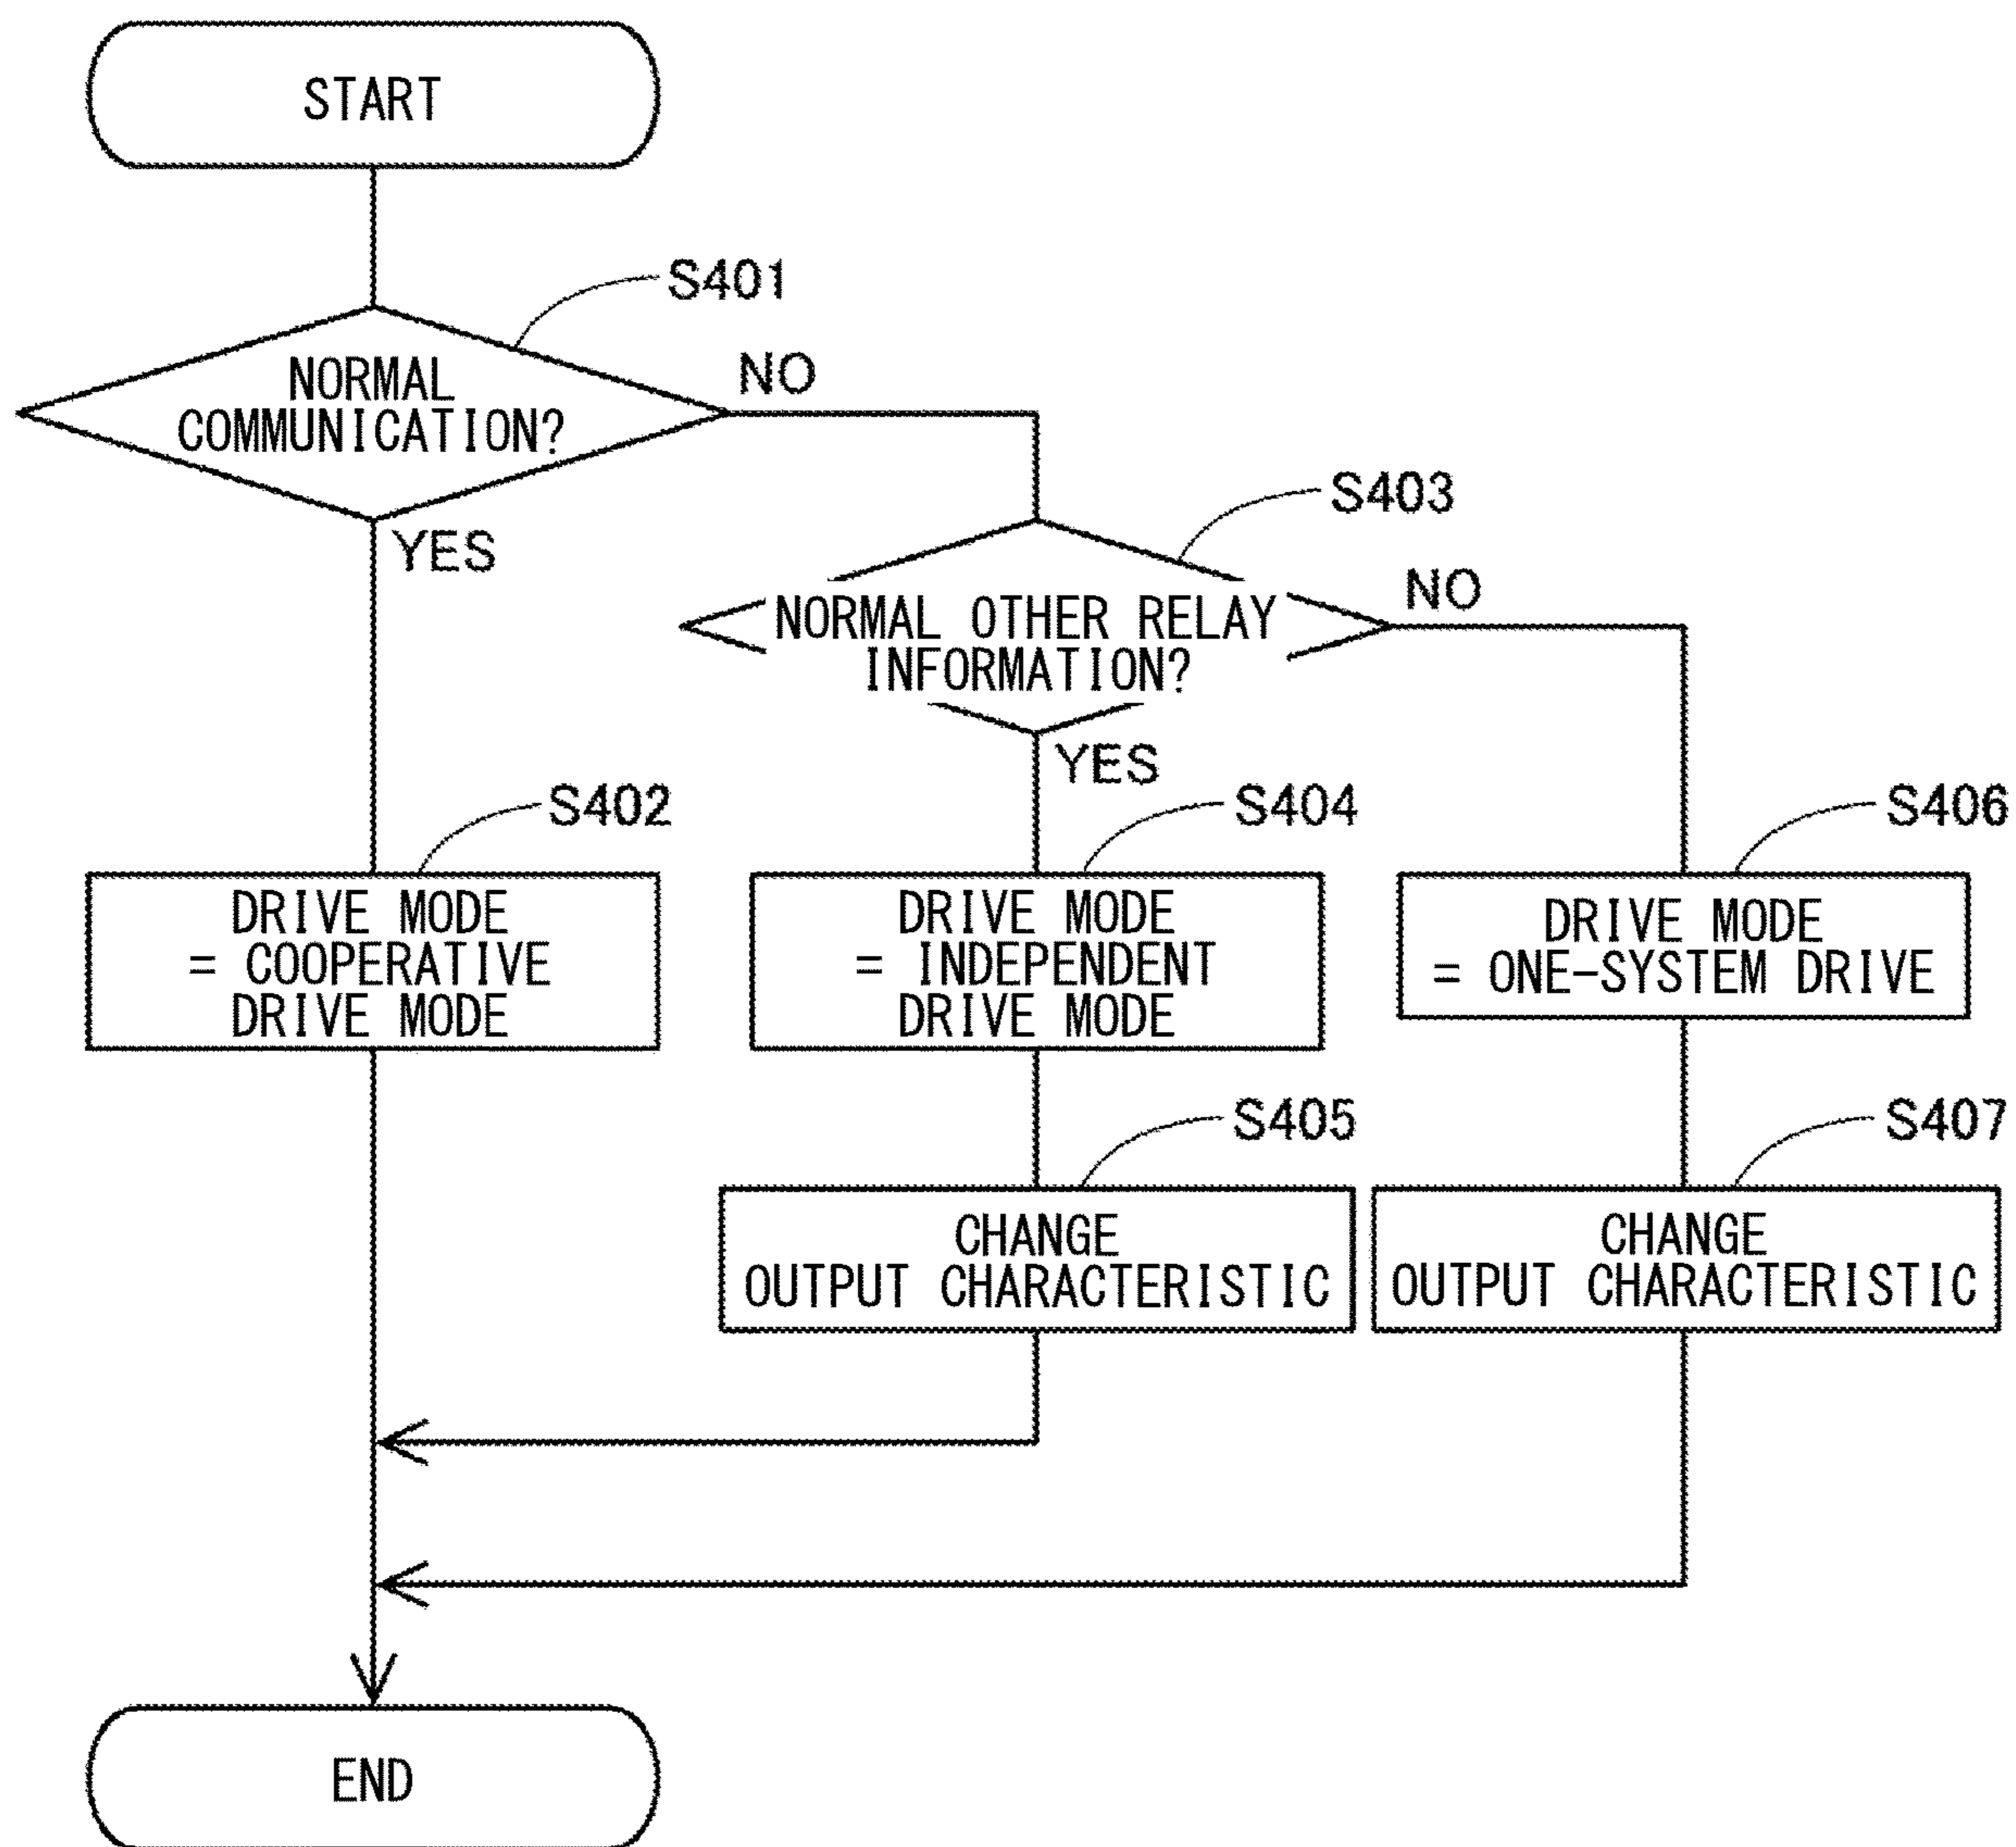 START
S401
NORMAL
COMMUNICATION?
NO
YES
S403
NORMAL OTHER RELAY
INFORMATION?
NO
YES
S402
DRIVE MODE
= COOPERATIVE
DRIVE MODE
S404
DRIVE MODE
= INDEPENDENT
DRIVE MODE
S406
DRIVE MODE
= ONE-SYSTEM DRIVE
S405
CHANGE
OUTPUT CHARACTERISTIC
S407
CHANGE
OUTPUT CHARACTERISTIC
END